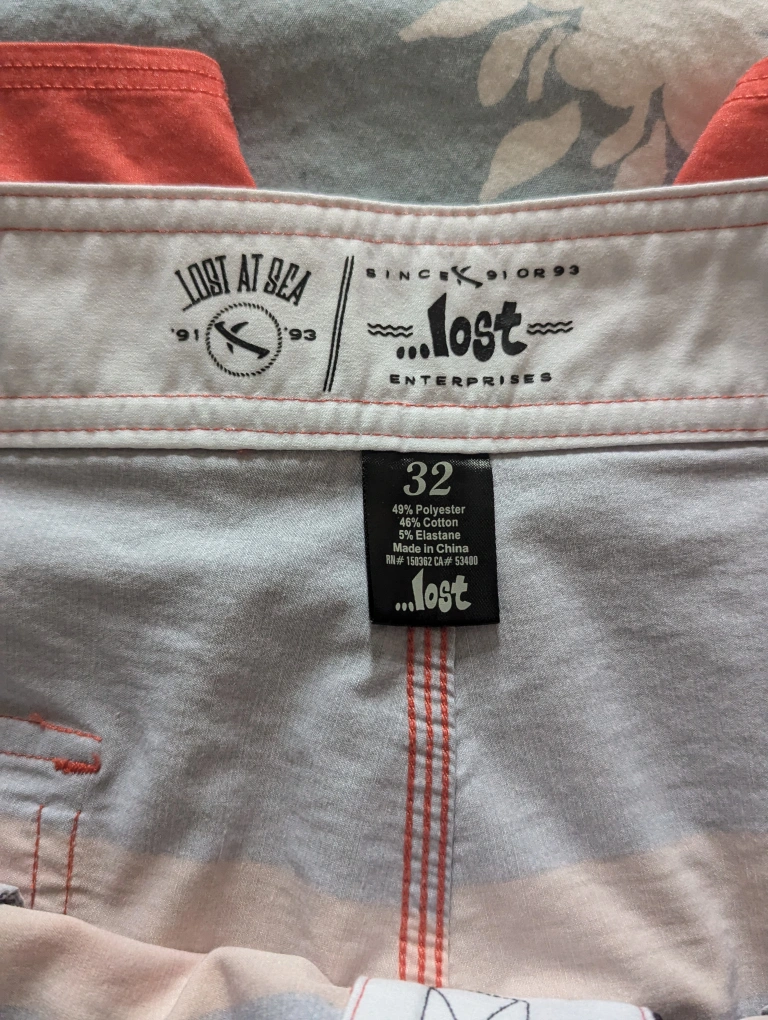 LOST AT SEA
'91 '93
SINCE 91 OR 93
...lost
ENTERPRISES
32
49% Polyester
46% Cotton
5% Elastane
Made in China
RN# 150362 CA# 53480
...lost